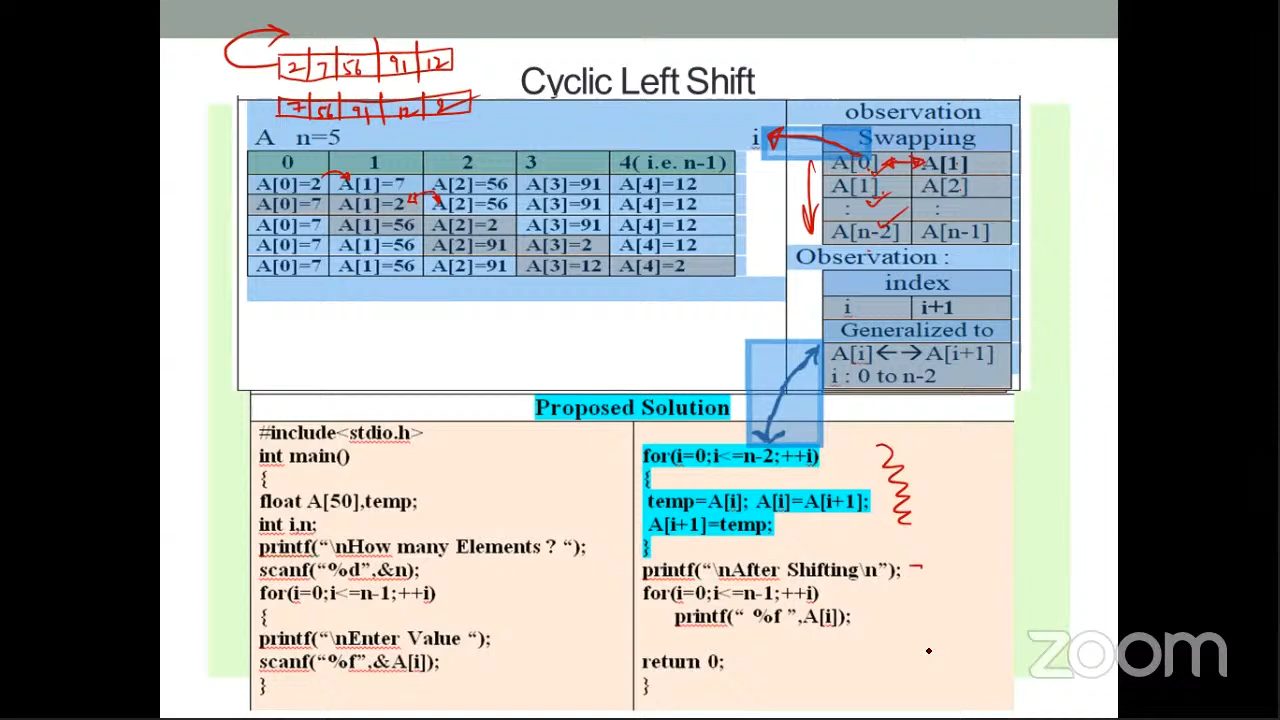 2 7 56 91 12
7 56 91 12 2
Cyclic Left Shift
A n=5 i
0 1 2 3 4( i.e. n-1)
A[0]=2 A[1]=7 A[2]=56 A[3]=91 A[4]=12
A[0]=7 A[1]=2 A[2]=56 A[3]=91 A[4]=12
A[0]=7 A[1]=56 A[2]=2 A[3]=91 A[4]=12
A[0]=7 A[1]=56 A[2]=91 A[3]=2 A[4]=12
A[0]=7 A[1]=56 A[2]=91 A[3]=12 A[4]=2
observation
Swapping
A[0] A[1]
A[1] A[2]
: :
A[n-2] A[n-1]
Observation :
index
i i+1
Generalized to
A[i]←→A[i+1]
i : 0 to n-2
Proposed Solution
#include<stdio.h>
int main()
{
float A[50],temp;
int i,n;
printf(“\nHow many Elements ? “);
scanf(“%d”,&n);
for(i=0;i<=n-1;++i)
{
printf(“\nEnter Value “);
scanf(“%f”,&A[i]);
}
for(i=0;i<=n-2;++i)
{
temp=A[i]; A[i]=A[i+1];
A[i+1]=temp;
}
printf(“\nAfter Shifting\n”);
for(i=0;i<=n-1;++i)
printf(“ %f ”,A[i]);
return 0;
}
zoom